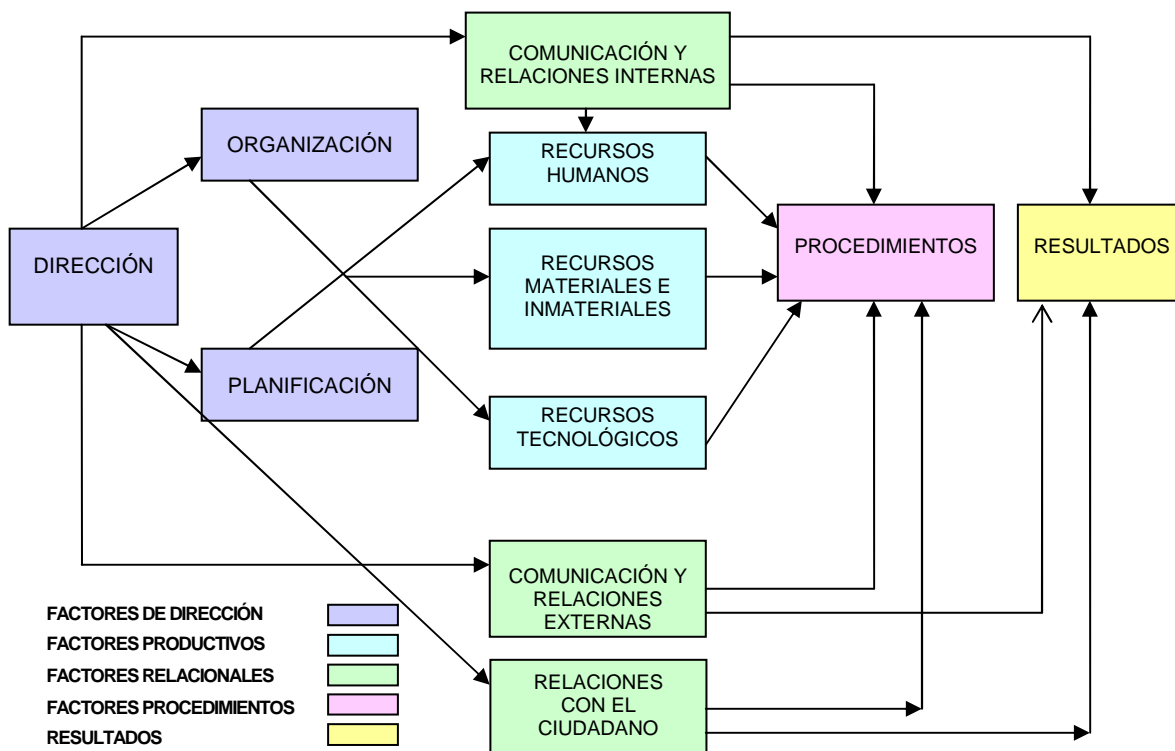 COMUNICACIÓN Y
RELACIONES INTERNAS
ORGANIZACIÓN
RECURSOS
HUMANOS
DIRECCIÓN
RECURSOS
MATERIALES E
INMATERIALES
PROCEDIMIENTOS
RESULTADOS
PLANIFICACIÓN
RECURSOS
TECNOLÓGICOS
COMUNICACIÓN Y
RELACIONES
EXTERNAS
RELACIONES
CON EL
CIUDADANO
FACTORES DE DIRECCIÓN
FACTORES PRODUCTIVOS
FACTORES RELACIONALES
FACTORES PROCEDIMIENTOS
RESULTADOS